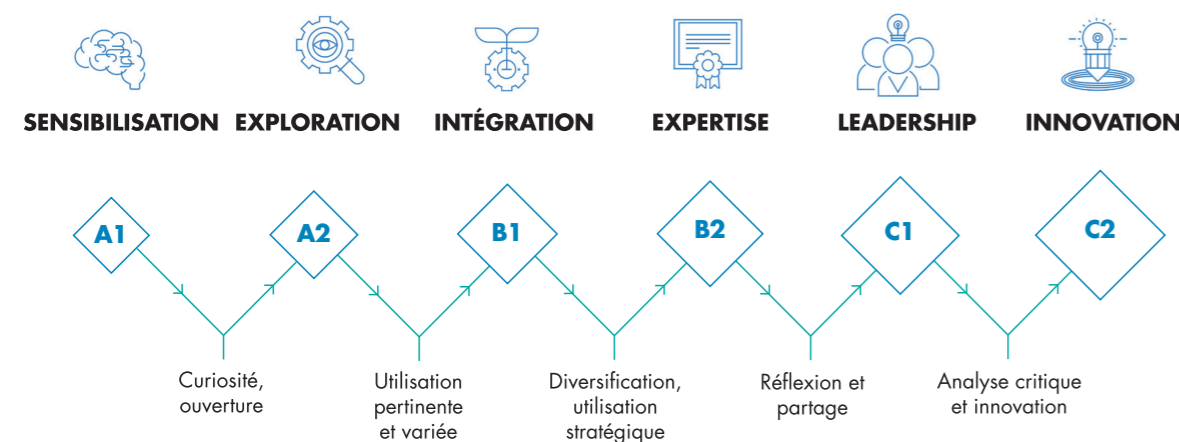 SENSIBILISATION EXPLORATION INTÉGRATION EXPERTISE LEADERSHIP INNOVATION
A1 A2 B1 B2 C1 C2
Curiosité,
ouverture
Utilisation
pertinente
et variée
Diversification,
utilisation
stratégique
Réflexion et
partage
Analyse critique
et innovation